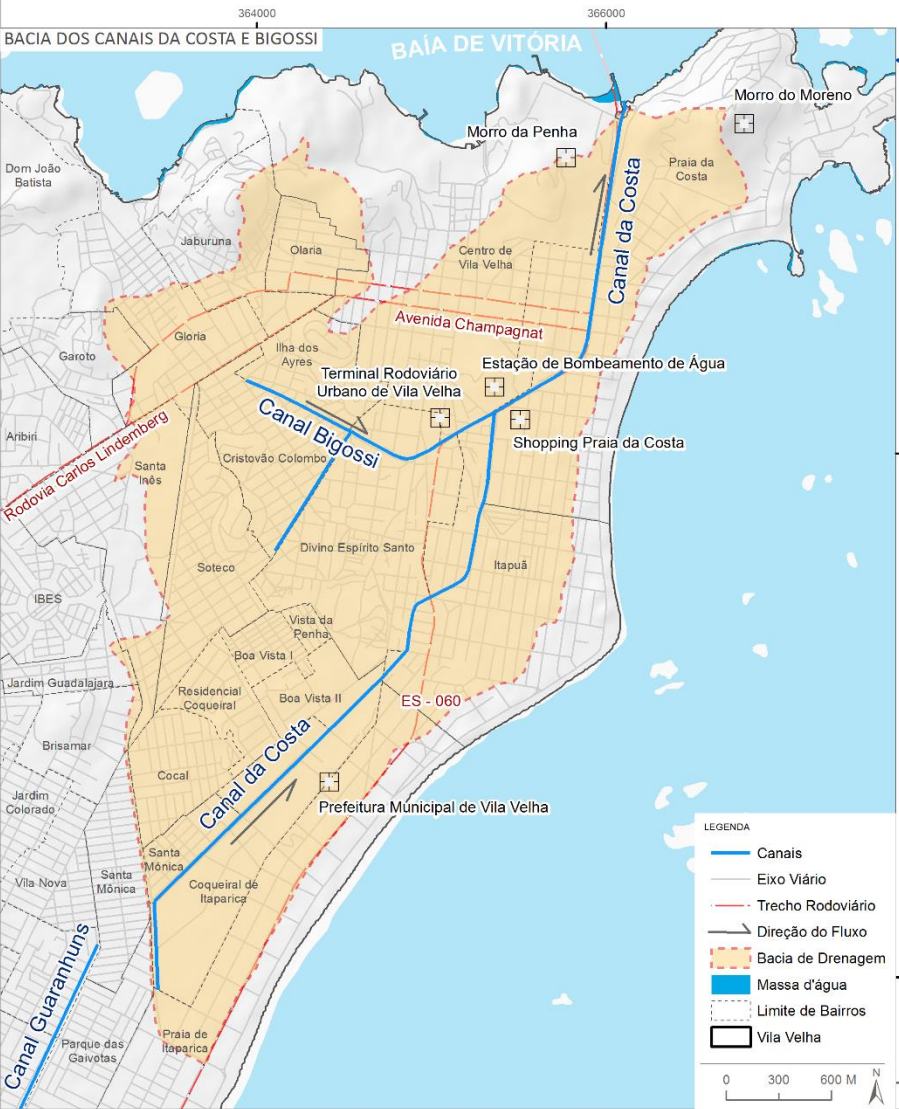 364000
366000
BACIA DOS CANAIS DA COSTA E BIGOSSI
BAÍA DE VITÓRIA
Morro do Moreno
Morro da Penha
Praia da
Costa
Dom João
Batista
Canal da Costa
Jaburuna
Olaria
Centro de
Vila Velha
Avenida Champagnat
Gloria
Garoto
Ilha dos
Ayres
Estação de Bombeamento de Água
Terminal Rodoviário
Urbano de Vila Velha
Canal Bigossi
Shopping Praia da Costa
Aribiri
Rodovia Carlos Lindemberg
Cristovão Colombo
Santa
Inês
Divino Espírito Santo
Soteco
Itapuã
IBES
Vista da
Penha
Boa Vista I
Jardim Guadalajara
Residencial
Coqueiral
Boa Vista II
ES - 060
Brisamar
Canal da Costa
Cocal
Jardim
Colorado
Prefeitura Municipal de Vila Velha
Santa
Mônica
Vila Nova
Santa
Mônica
Coqueiral de
Itaparica
Canal Guaranhuns
Praia de
Itaparica
Parque das
Gaivotas
LEGENDA
Canais
Eixo Viário
Trecho Rodoviário
Direção do Fluxo
Bacia de Drenagem
Massa d'água
Limite de Bairros
Vila Velha
0 300 600 M
N